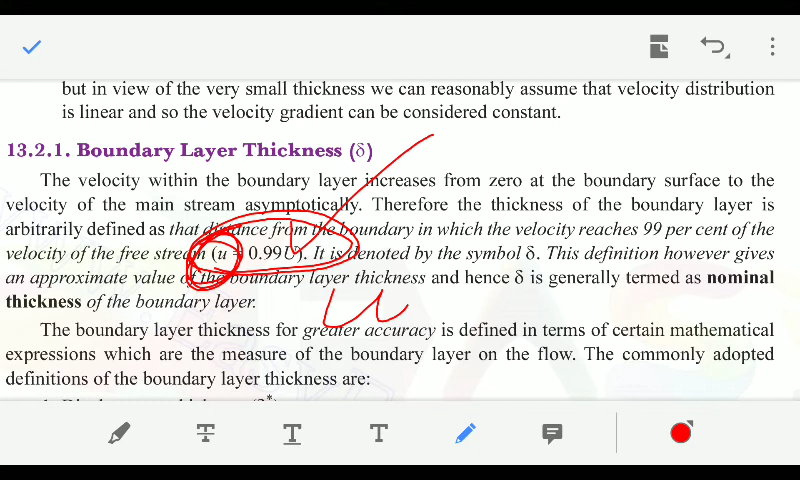 but in view of the very small thickness we can reasonably assume that velocity distribution
is linear and so the velocity gradient can be considered constant.
13.2.1. Boundary Layer Thickness (δ)
The velocity within the boundary layer increases from zero at the boundary surface to the
velocity of the main stream asymptotically. Therefore the thickness of the boundary layer is
arbitrarily defined as that distance from the boundary in which the velocity reaches 99 per cent of the
velocity of the free stream (u = 0.99U). It is denoted by the symbol δ. This definition however gives
an approximate value of the boundary layer thickness and hence δ is generally termed as nominal
thickness of the boundary layer.
u
The boundary layer thickness for greater accuracy is defined in terms of certain mathematical
expressions which are the measure of the boundary layer on the flow. The commonly adopted
definitions of the boundary layer thickness are:
T T T